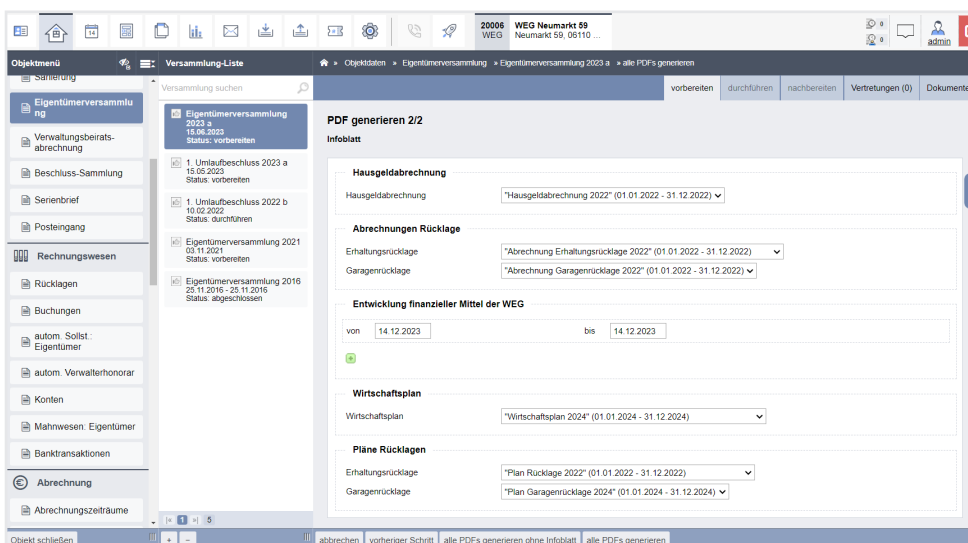 14
20006 WEG Neumarkt 59
WEG Neumarkt 59, 06110 ...
0
0
admin
Objektmenü
Versammlung-Liste
» Objektdaten » Eigentümerversammlung » Eigentümerversammlung 2023 a » alle PDFs generieren
Sanierung
Eigentümerversammlu
ng
Verwaltungsbeirats-
abrechnung
Beschluss-Sammlung
Serienbrief
Posteingang
Rechnungswesen
Rücklagen
Buchungen
autom. Sollst.:
Eigentümer
autom. Verwalterhonorar
Konten
Mahnwesen: Eigentümer
Banktransaktionen
Abrechnung
Abrechnungszeiträume
Objekt schließen
Versammlung suchen
Eigentümerversammlung
2023 a
15.06.2023
Status: vorbereiten
1. Umlaufbeschluss 2023 a
15.05.2023
Status: vorbereiten
1. Umlaufbeschluss 2022 b
10.02.2022
Status: durchführen
Eigentümerversammlung 2021
03.11.2021
Status: vorbereiten
Eigentümerversammlung 2016
25.11.2016 - 25.11.2016
Status: abgeschlossen
1 5
+ -
vorbereiten durchführen nachbereiten Vertretungen (0) Dokumente
PDF generieren 2/2
Infoblatt
Hausgeldabrechnung
Hausgeldabrechnung "Hausgeldabrechnung 2022" (01.01.2022 - 31.12.2022)
Abrechnungen Rücklage
Erhaltungsrücklage "Abrechnung Erhaltungsrücklage 2022" (01.01.2022 - 31.12.2022)
Garagenrücklage "Abrechnung Garagenrücklage 2022" (01.01.2022 - 31.12.2022)
Entwicklung finanzieller Mittel der WEG
von 14.12.2023 bis 14.12.2023
Wirtschaftsplan
Wirtschaftsplan "Wirtschaftsplan 2024" (01.01.2024 - 31.12.2024)
Pläne Rücklagen
Erhaltungsrücklage "Plan Rücklage 2022" (01.01.2022 - 31.12.2022)
Garagenrücklage "Plan Garagenrücklage 2024" (01.01.2024 - 31.12.2024)
abbrechen vorheriger Schritt alle PDFs generieren ohne Infoblatt alle PDFs generieren